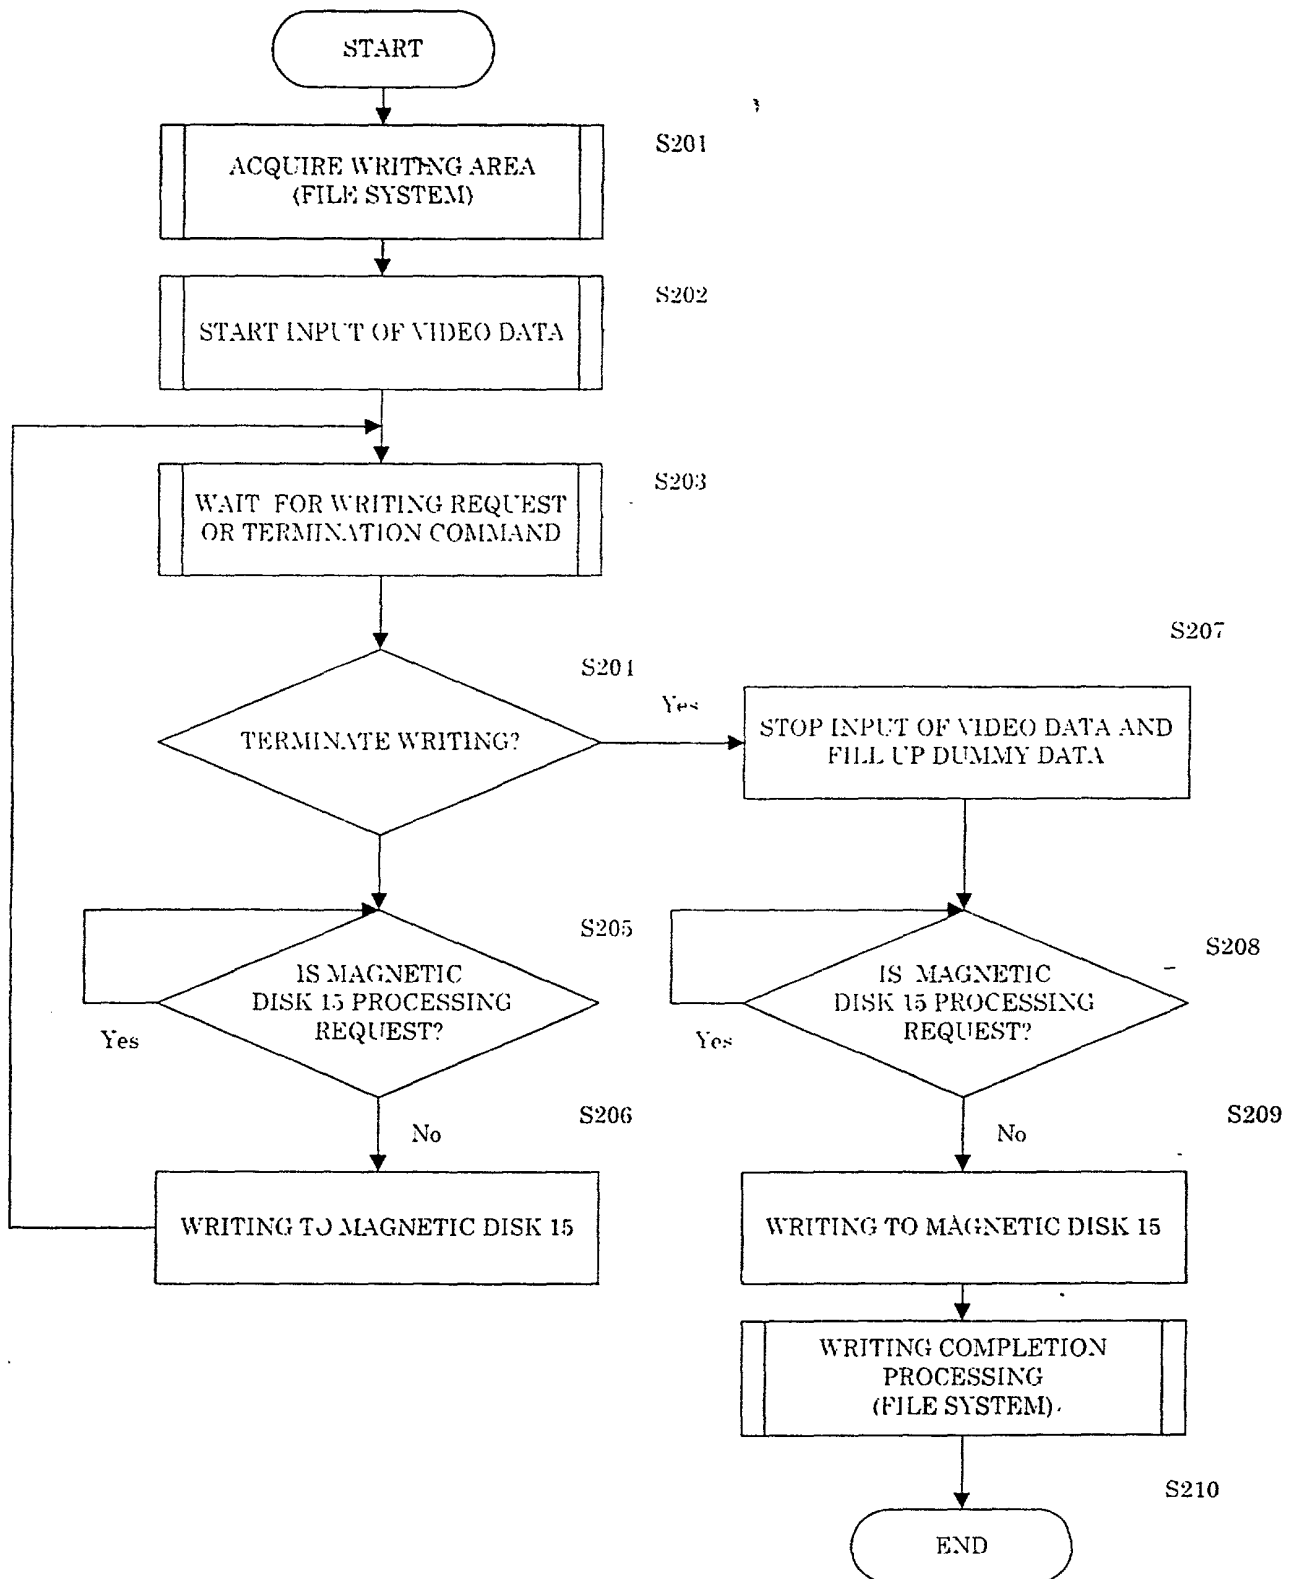 START
S201
ACQUIRE WRITING AREA
(FILE SYSTEM)
S202
START INPUT OF VIDEO DATA
S203
WAIT FOR WRITING REQUEST
OR TERMINATION COMMAND
S204
TERMINATE WRITING?
Yes
S207
STOP INPUT OF VIDEO DATA AND
FILL UP DUMMY DATA
S205
IS MAGNETIC
DISK 15 PROCESSING
REQUEST?
Yes
S208
IS MAGNETIC
DISK 15 PROCESSING
REQUEST?
Yes
No
S206
WRITING TO MAGNETIC DISK 15
No
S209
WRITING TO MAGNETIC DISK 15
WRITING COMPLETION
PROCESSING
(FILE SYSTEM)
S210
END